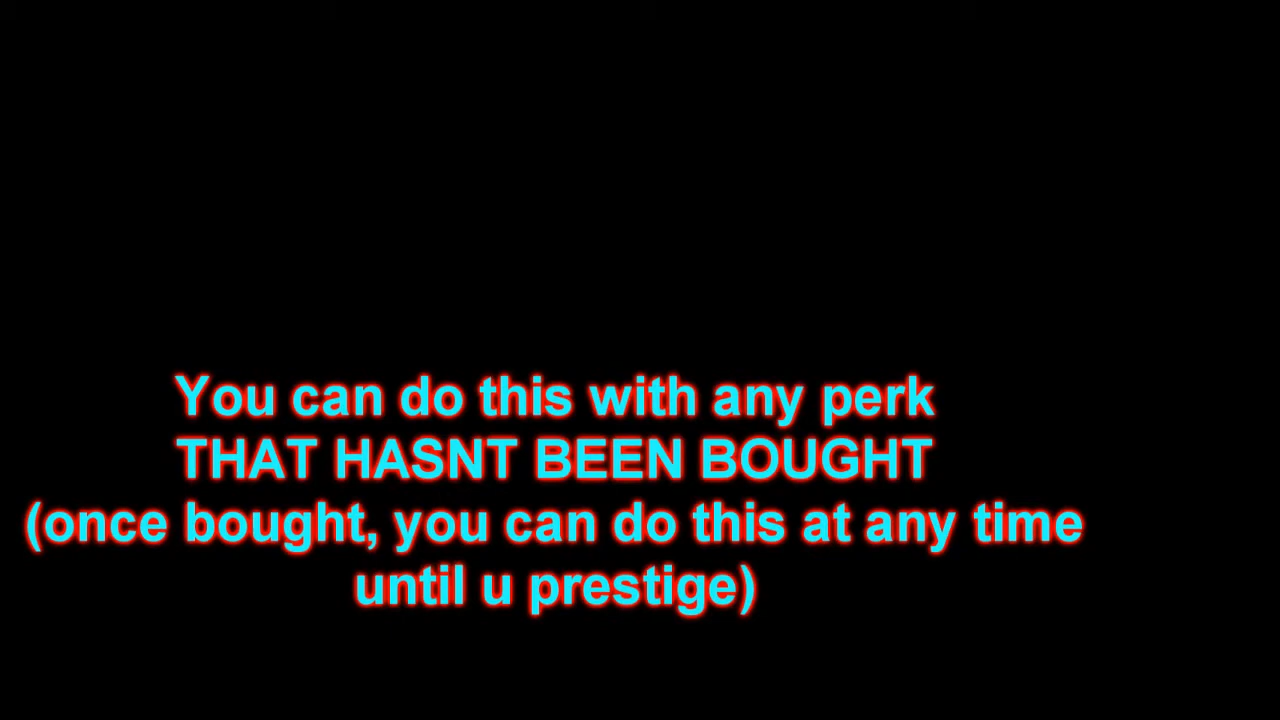 You can do this with any perk
THAT HASNT BEEN BOUGHT
(once bought, you can do this at any time
until u prestige)